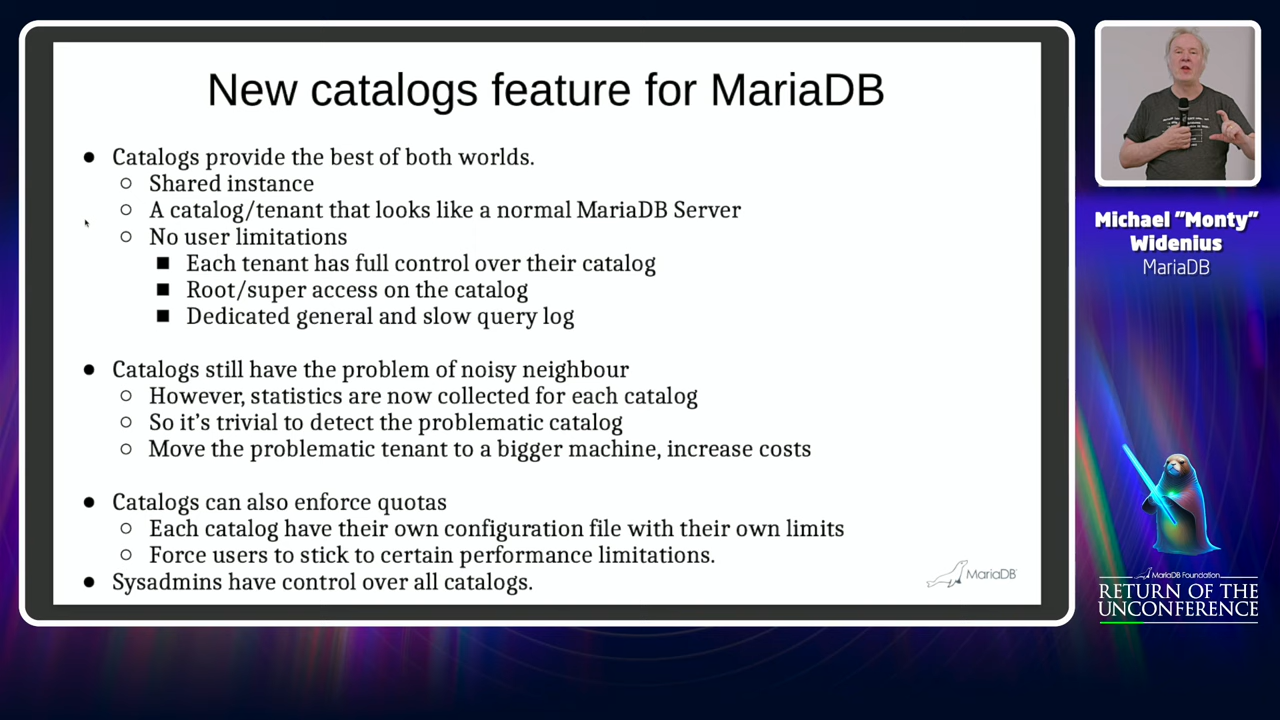 New catalogs feature for MariaDB
● Catalogs provide the best of both worlds.
○ Shared instance
○ A catalog/tenant that looks like a normal MariaDB Server
○ No user limitations
■ Each tenant has full control over their catalog
■ Root/super access on the catalog
■ Dedicated general and slow query log
● Catalogs still have the problem of noisy neighbour
○ However, statistics are now collected for each catalog
○ So it’s trivial to detect the problematic catalog
○ Move the problematic tenant to a bigger machine, increase costs
● Catalogs can also enforce quotas
○ Each catalog have their own configuration file with their own limits
○ Force users to stick to certain performance limitations.
● Sysadmins have control over all catalogs.
MariaDB
Michael "Monty"
Widenius
MariaDB
MariaDB Foundation
RETURN OF THE
UNCONFERENCE